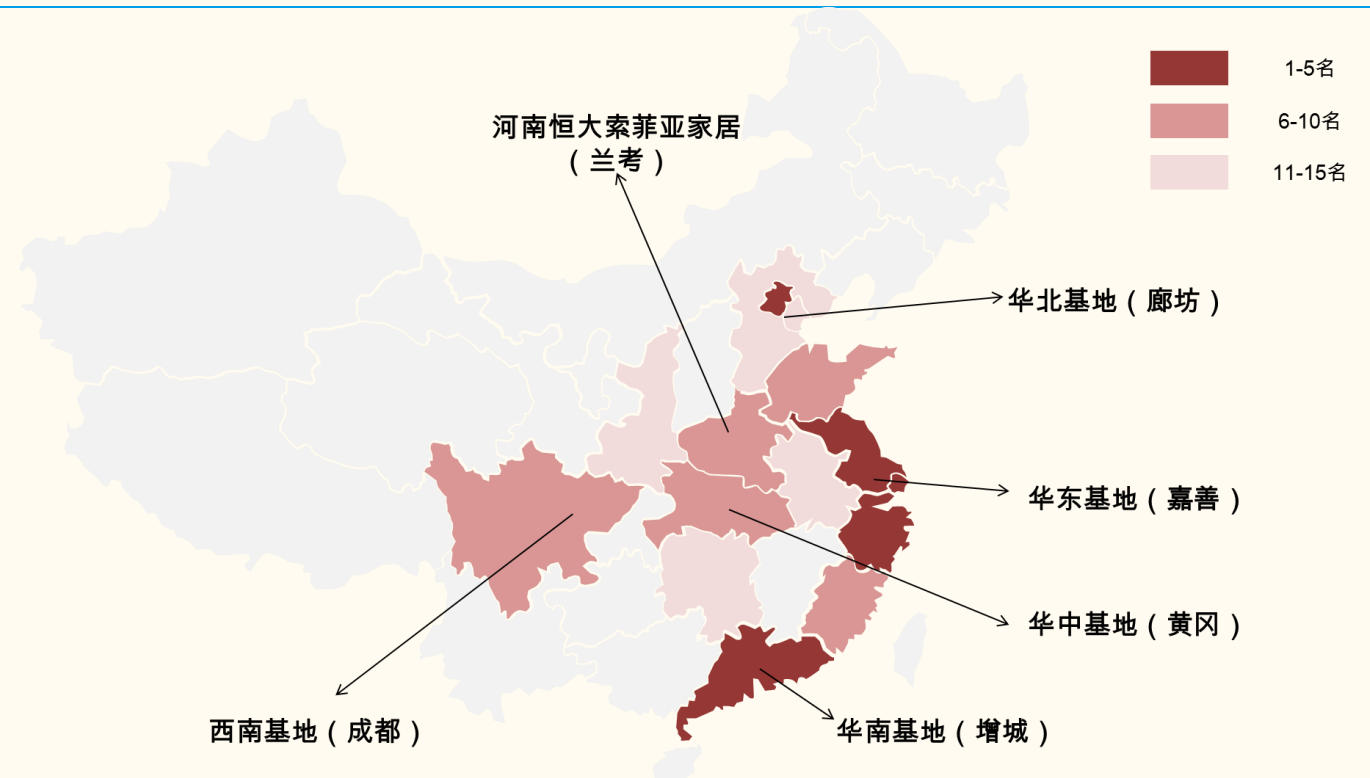 1-5名
6-10名
11-15名
河南恒大索菲亚家居
（兰考）
华北基地（廊坊）
华东基地（嘉善）
华中基地（黄冈）
西南基地（成都）
华南基地（增城）